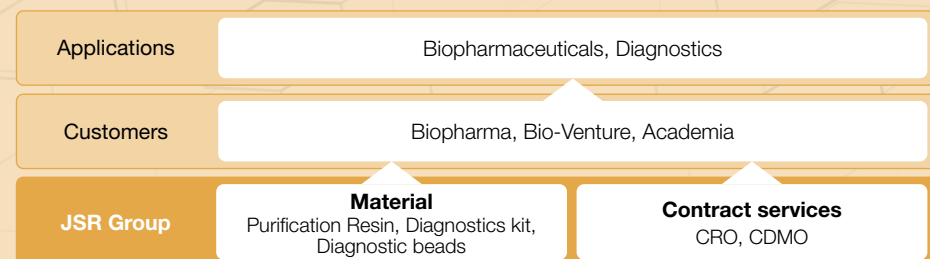 Applications
Biopharmaceuticals, Diagnostics
Customers
Biopharma, Bio-Venture, Academia
JSR Group
Material
Purification Resin, Diagnostics kit,
Diagnostic beads
Contract services
CRO, CDMO